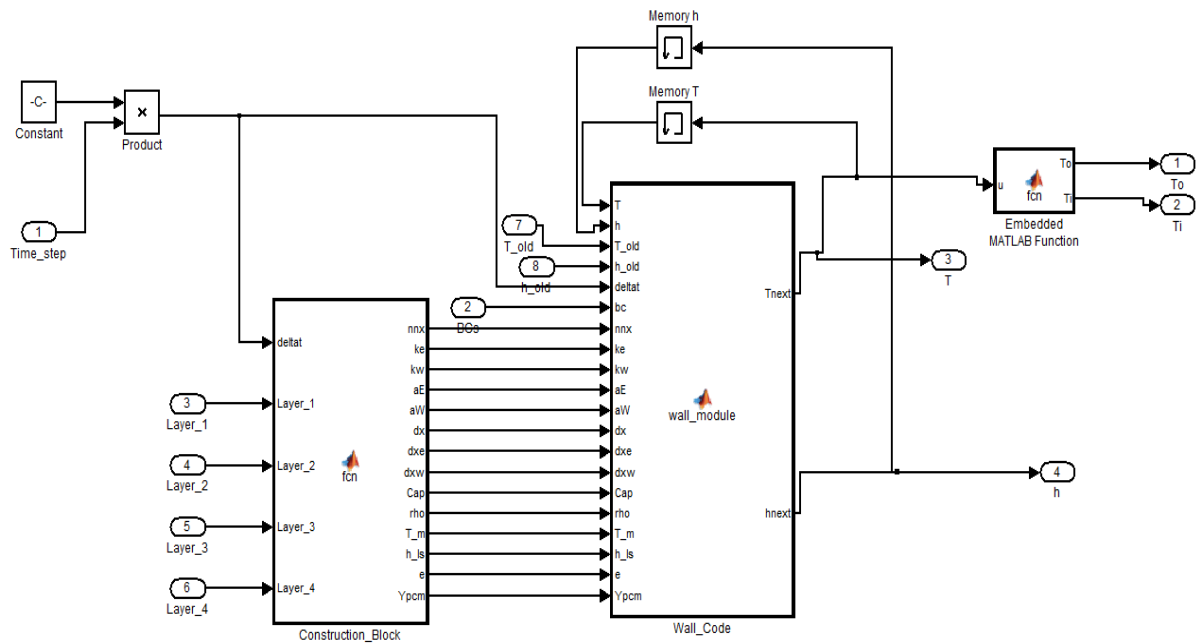 Memory h
Memory T
-C-
Constant
×
Product
1
Time_step
7
T_old
8
h_old
2
BCs
3
Layer_1
4
Layer_2
5
Layer_3
6
Layer_4
deltat
Layer_1
Layer_2
Layer_3
Layer_4
fcn
nnx
ke
kw
aE
aW
dx
dxe
dxw
Cap
rho
T_m
h_ls
e
Ypcm
Construction_Block
T
h
T_old
h_old
deltat
bc
nnx
ke
kw
aE
aW
dx
dxe
dxw
Cap
rho
T_m
h_ls
e
Ypcm
wall_module
Tnext
hnext
Wall_Code
u
fcn
To
Ti
Embedded
MATLAB Function
1
To
2
Ti
3
T
4
h